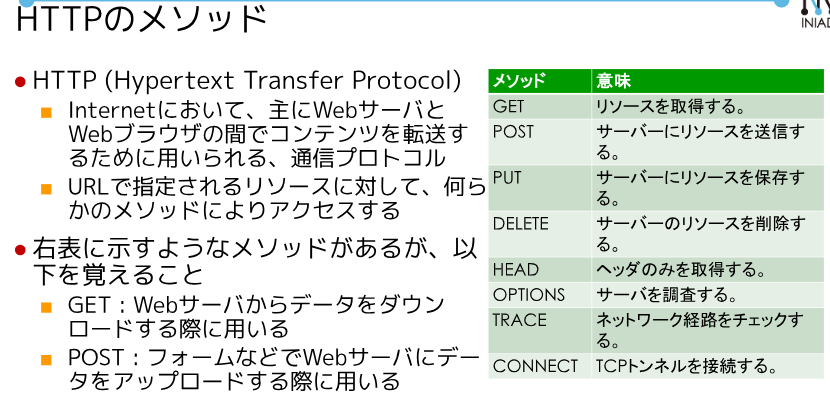 HTTPのメソッド
INIAD
● HTTP (Hypertext Transfer Protocol)
■ Internetにおいて、主にWebサーバと
Webブラウザの間でコンテンツを転送す
るために用いられる、通信プロトコル
■ URLで指定されるリソースに対して、何ら
かのメソッドによりアクセスする
● 右表に示すようなメソッドがあるが、以
下を覚えること
■ GET：Webサーバからデータをダウン
ロードする際に用いる
■ POST：フォームなどでWebサーバにデー
タをアップロードする際に用いる
メソッド 意味
GET リソースを取得する。
POST サーバーにリソースを送信す
る。
PUT サーバーにリソースを保存す
る。
DELETE サーバーのリソースを削除す
る。
HEAD ヘッダのみを取得する。
OPTIONS サーバを調査する。
TRACE ネットワーク経路をチェックす
る。
CONNECT TCPトンネルを接続する。